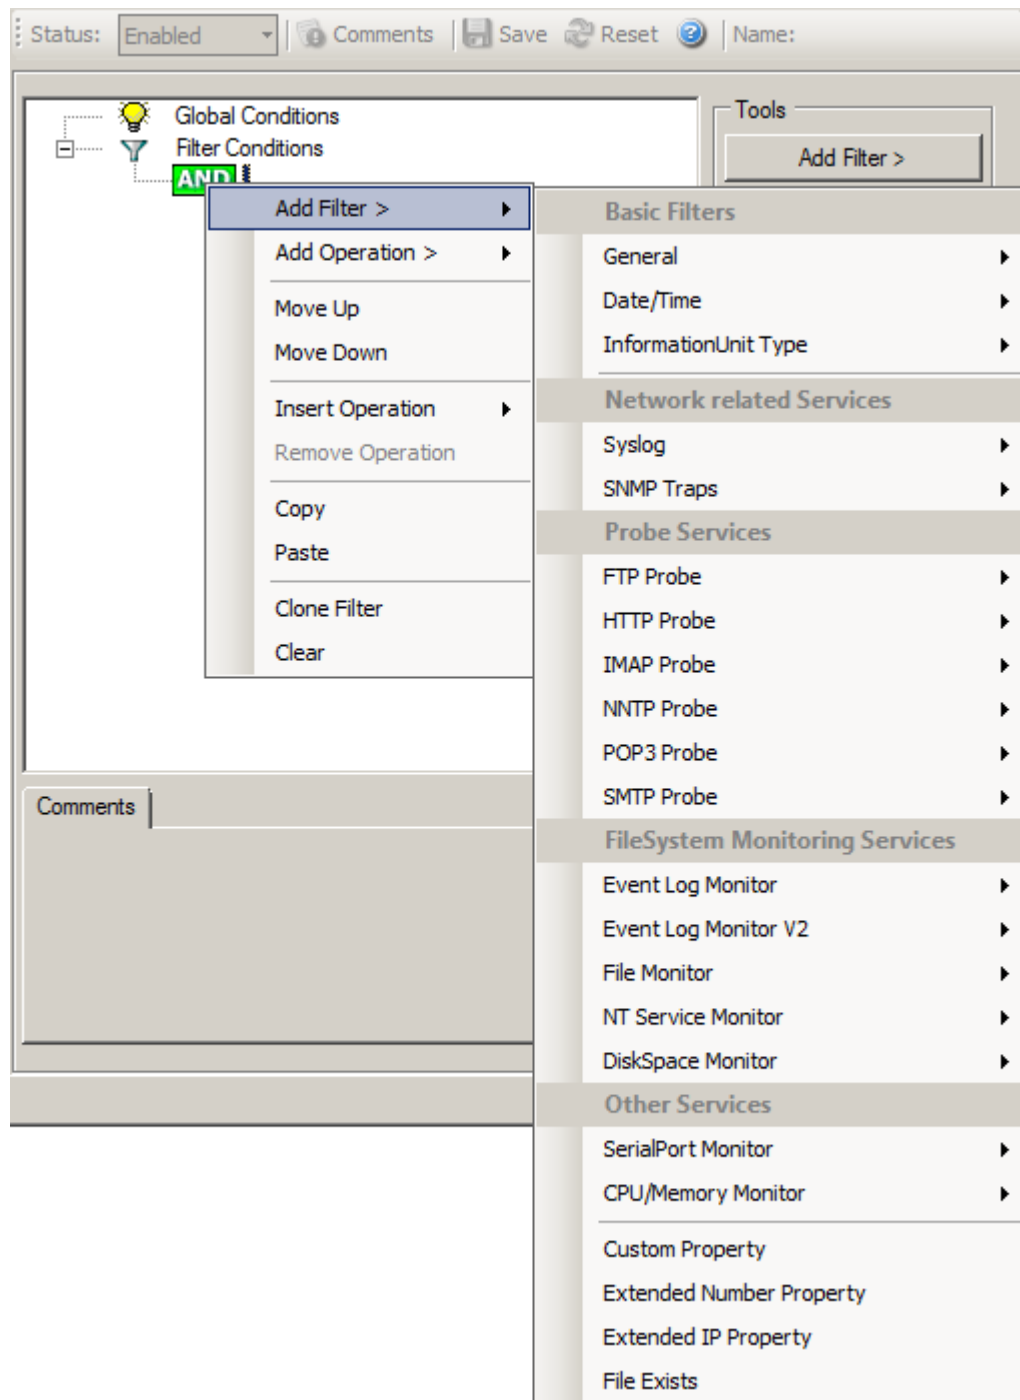 Status: Enabled Comments Save Reset Name:
Global Conditions
Filter Conditions
AND
Tools
Add Filter >
Add Filter >
Add Operation >
Move Up
Move Down
Insert Operation
Remove Operation
Copy
Paste
Clone Filter
Clear
Basic Filters
General
Date/Time
InformationUnit Type
Network related Services
Syslog
SNMP Traps
Probe Services
FTP Probe
HTTP Probe
IMAP Probe
NNTP Probe
POP3 Probe
SMTP Probe
FileSystem Monitoring Services
Event Log Monitor
Event Log Monitor V2
File Monitor
NT Service Monitor
DiskSpace Monitor
Other Services
SerialPort Monitor
CPU/Memory Monitor
Custom Property
Extended Number Property
Extended IP Property
File Exists
Comments